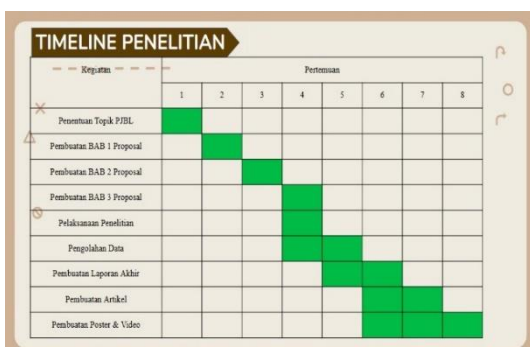 TIMELINE PENELITIAN
Kegiatan
Pertemuan
1 2 3 4 5 6 7 8
Penentuan Topik PJBL
Pembuatan BAB 1 Proposal
Pembuatan BAB 2 Proposal
Pembuatan BAB 3 Proposal
Pelaksanaan Penelitian
Pengolahan Data
Pembuatan Laporan Akhir
Pembuatan Artikel
Pembuatan Poster & Video